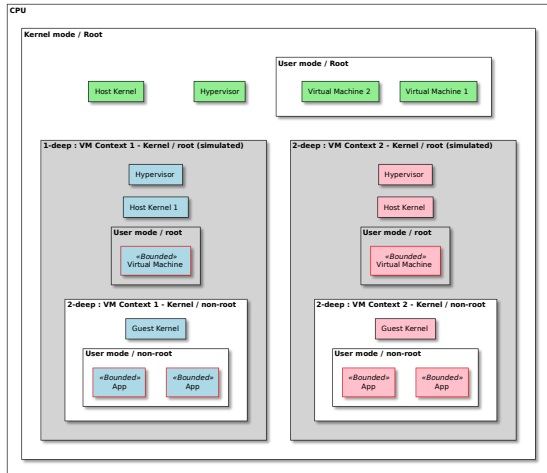 CPU
Kernel mode / Root
User mode / Root
Host Kernel
Hypervisor
Virtual Machine 2
Virtual Machine 1
1-deep : VM Context 1 - Kernel / root (simulated)
Hypervisor
Host Kernel 1
User mode / root
«Bounded»
Virtual Machine
2-deep : VM Context 1 - Kernel / non-root
Guest Kernel
User mode / non-root
«Bounded»
App
«Bounded»
App
2-deep : VM Context 2 - Kernel / root (simulated)
Hypervisor
Host Kernel
User mode / root
«Bounded»
Virtual Machine
2-deep : VM Context 2 - Kernel / non-root
Guest Kernel
User mode / non-root
«Bounded»
App
«Bounded»
App